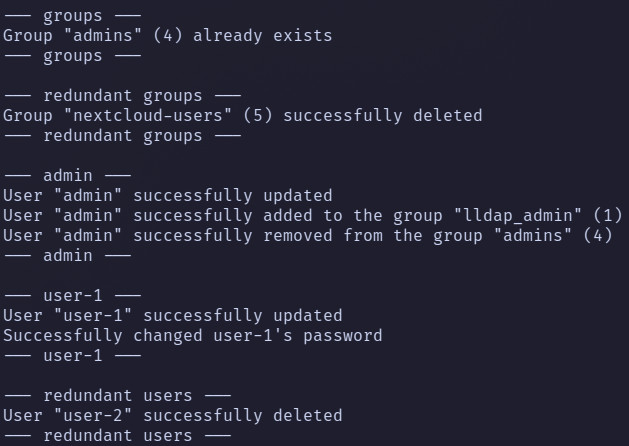 --- groups ---
Group "admins" (4) already exists
--- groups ---
--- redundant groups ---
Group "nextcloud-users" (5) successfully deleted
--- redundant groups ---
--- admin ---
User "admin" successfully updated
User "admin" successfully added to the group "lldap_admin" (1)
User "admin" successfully removed from the group "admins" (4)
--- admin ---
--- user-1 ---
User "user-1" successfully updated
Successfully changed user-1's password
--- user-1 ---
--- redundant users ---
User "user-2" successfully deleted
--- redundant users ---